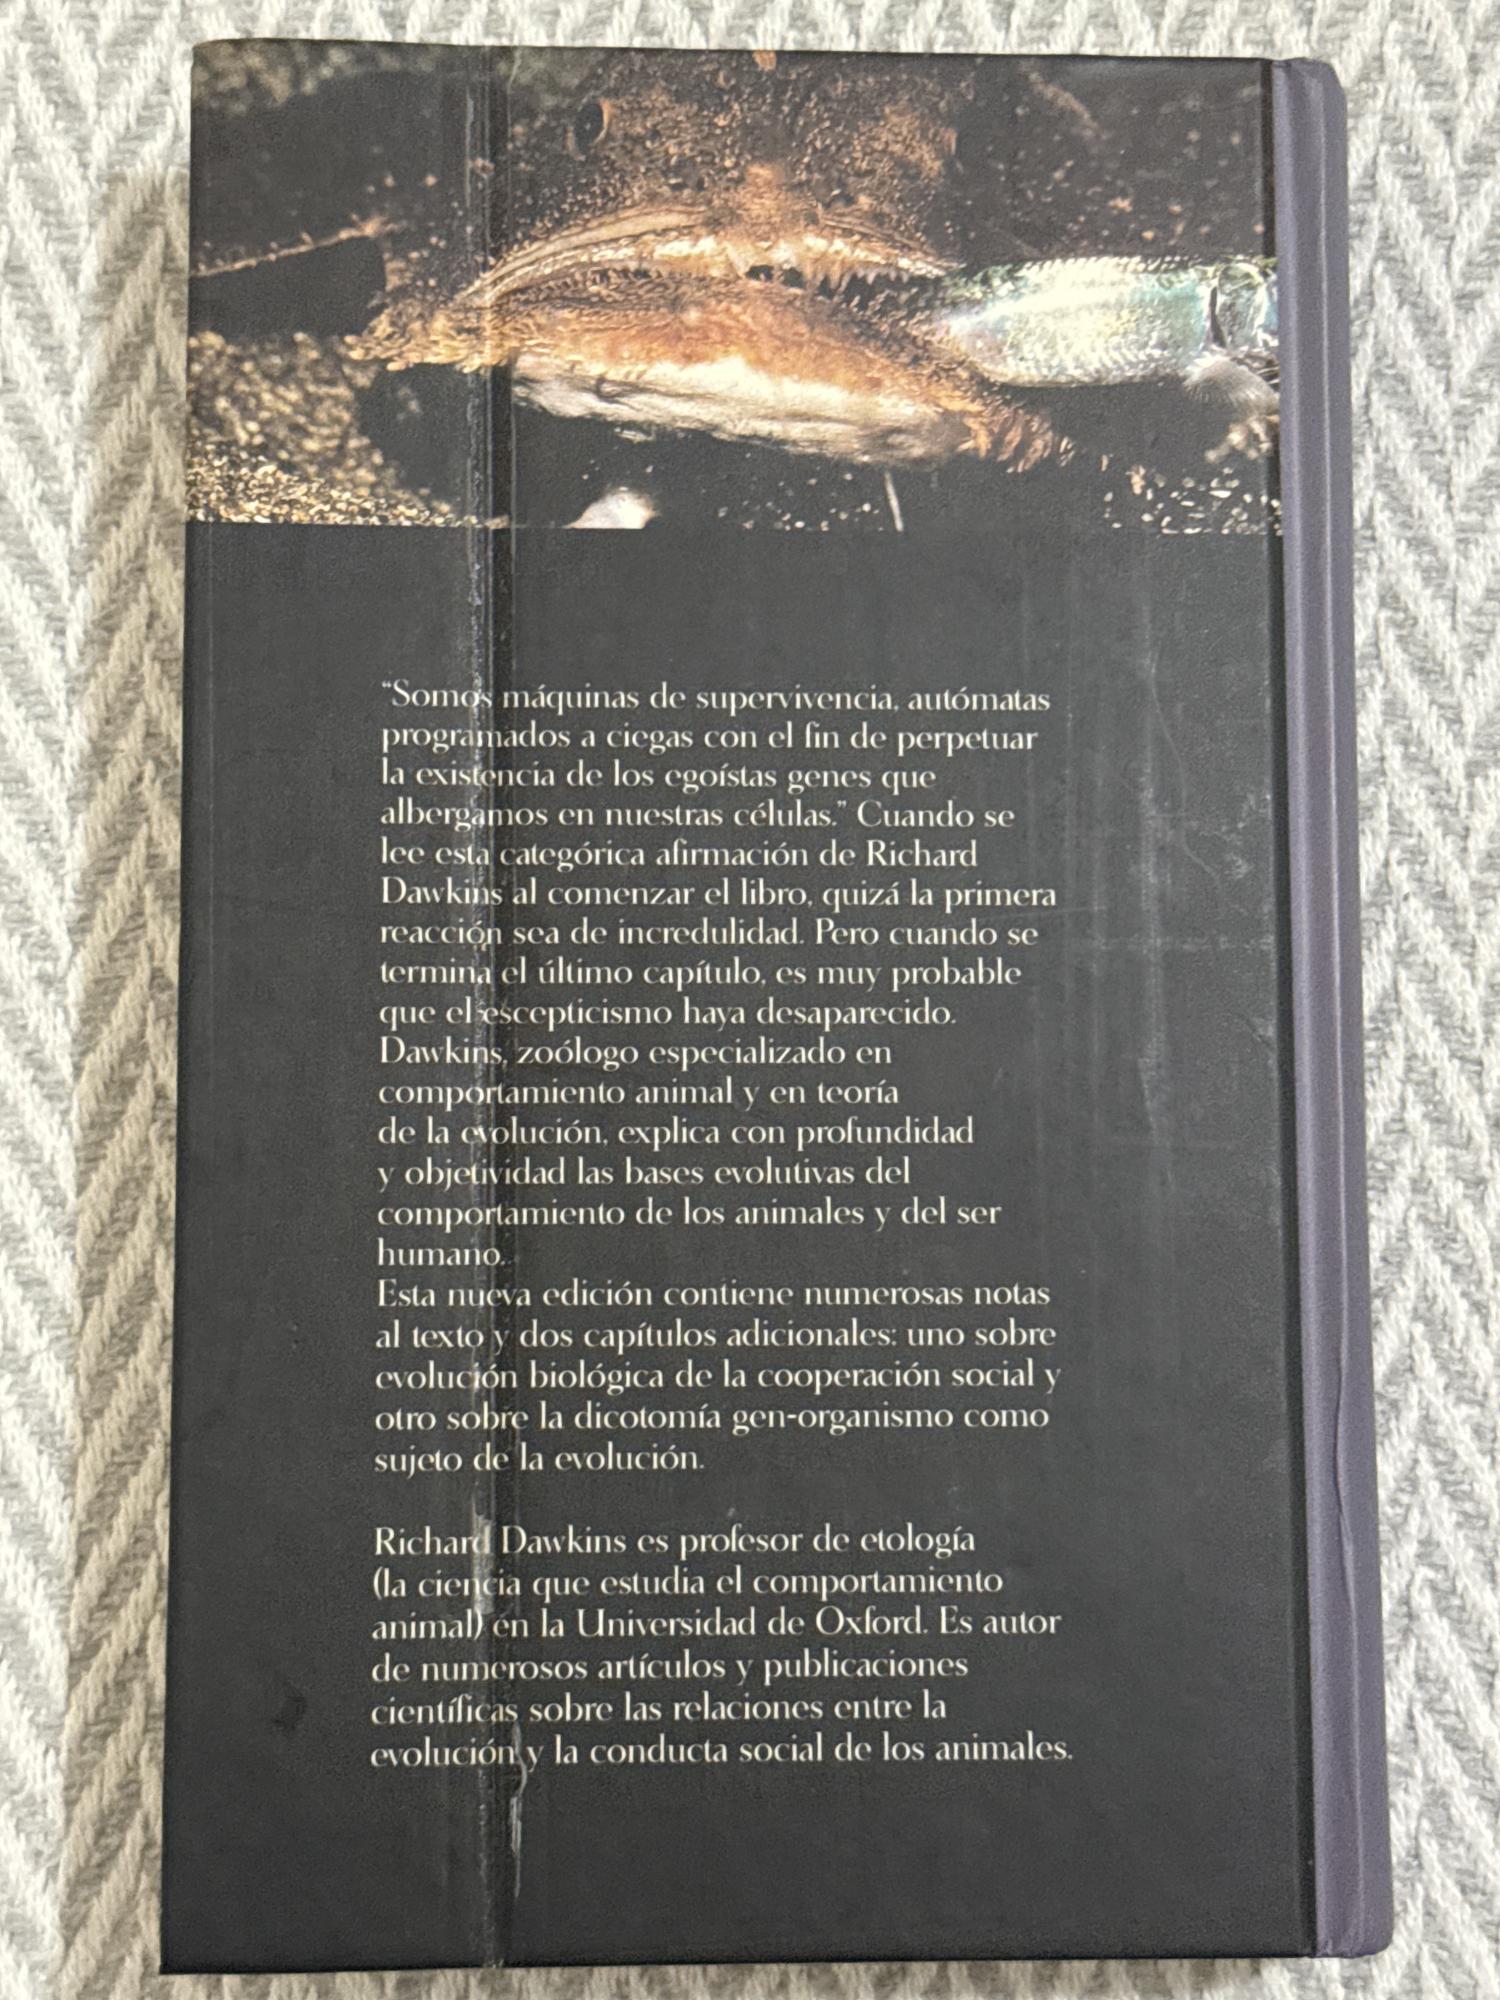 “Somos máquinas de supervivencia, autómatas
programados a ciegas con el fin de perpetuar
la existencia de los egoístas genes que
albergamos en nuestras células.” Cuando se
lee esta categórica afirmación de Richard
Dawkins al comenzar el libro, quizá la primera
reacción sea de incredulidad. Pero cuando se
termina el último capítulo, es muy probable
que el escepticismo haya desaparecido.
Dawkins, zoólogo especializado en
comportamiento animal y en teoría
de la evolución, explica con profundidad
y objetividad las bases evolutivas del
comportamiento de los animales y del ser
humano.
Esta nueva edición contiene numerosas notas
al texto y dos capítulos adicionales: uno sobre
evolución biológica de la cooperación social y
otro sobre la dicotomía gen-organismo como
sujeto de la evolución.
Richard Dawkins es profesor de etología
(la ciencia que estudia el comportamiento
animal) en la Universidad de Oxford. Es autor
de numerosos artículos y publicaciones
científicas sobre las relaciones entre la
evolución y la conducta social de los animales.